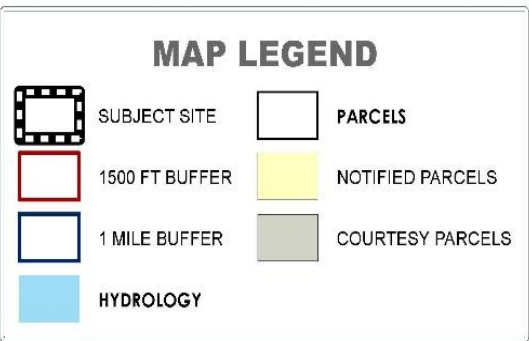 MAP LEGEND
SUBJECT SITE
PARCELS
1500 FT BUFFER
NOTIFIED PARCELS
1 MILE BUFFER
COURTESY PARCELS
HYDROLOGY